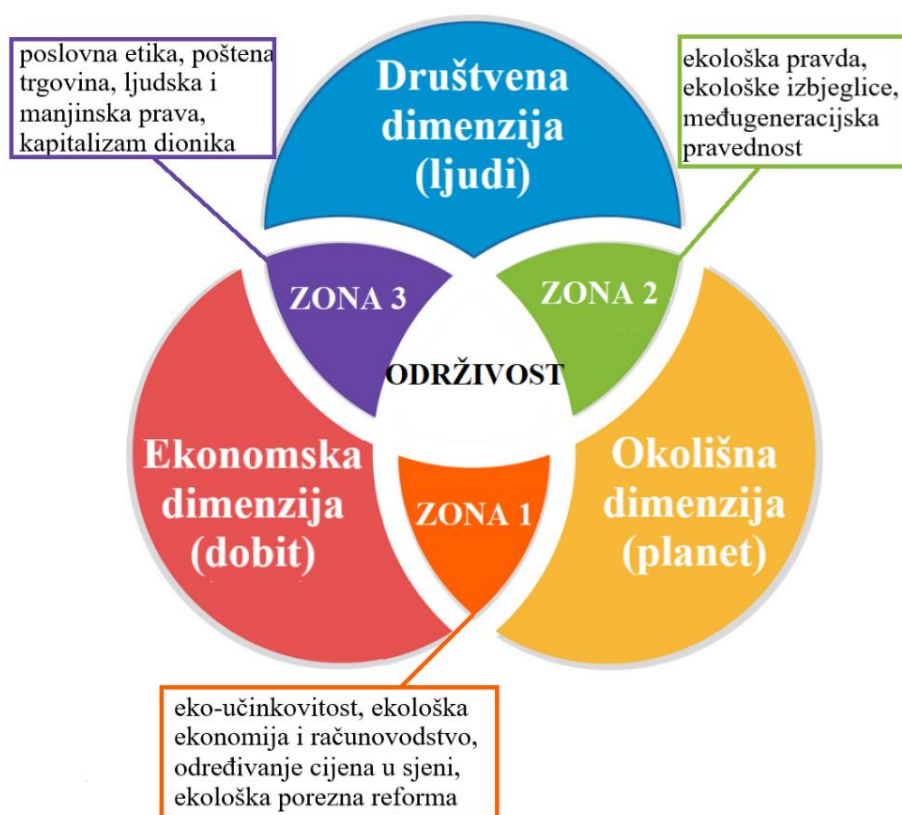 poslovna etika, poštena
trgovina, ljudska i
manjinska prava,
kapitalizam dionika
Društvena
dimenzija
(ljudi)
ekološka pravda,
ekološke izbjeglice,
međugeneracijska
pravednost
ZONA 3
ZONA 2
ODRŽIVOST
Ekonomska
dimenzija
(dobit)
ZONA 1
Okolišna
dimenzija
(planet)
eko-učinkovitost, ekološka
ekonomija i računovodstvo,
određivanje cijena u sjeni,
ekološka porezna reforma